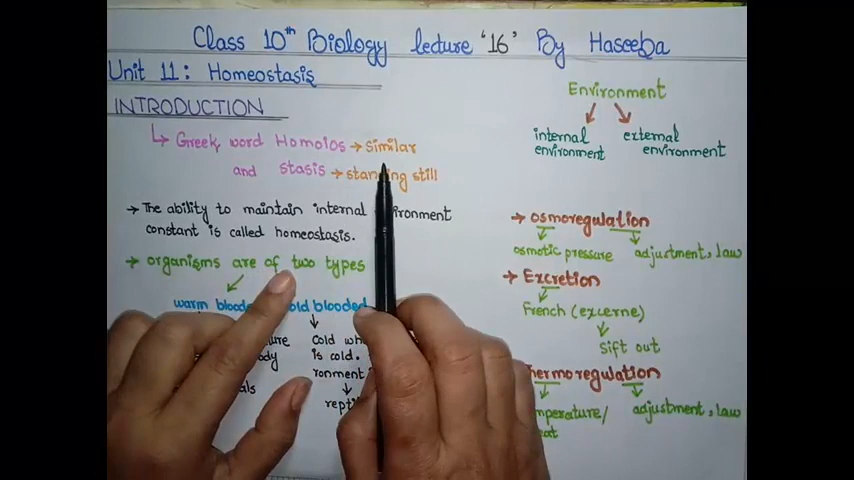 Class 10th Biology lecture '16' By Haseeba
Unit 11: Homeostasis
INTRODUCTION
Greek word Homoios → similar
and stasis → standing still
→ The ability to maintain internal
constant is called homeostasis.
→ organisms are of two types
warm blooded
cold blooded
Cold
is cold.
Environment
internal environment
external environment
→ osmoregulation
osmotic pressure
adjustment, law
→ Excretion
French (excerne)
Sift out
adjustment, law